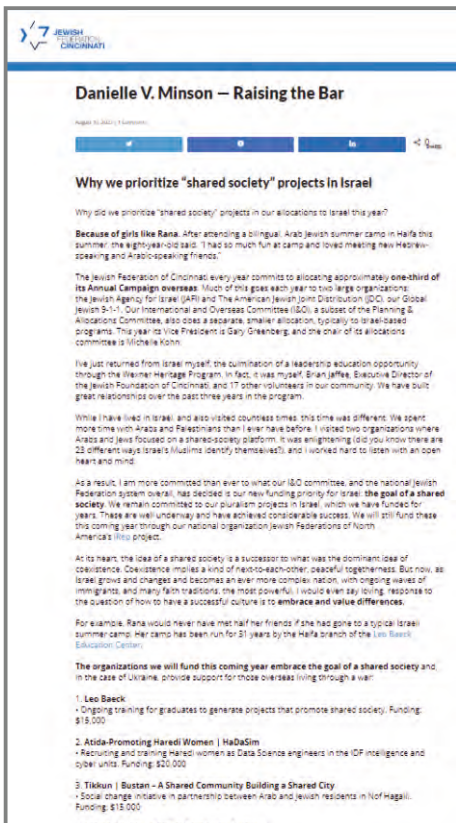 JEWISH
FEDERATION
CINCINNATI
Danielle V. Minson — Raising the Bar
Why we prioritize “shared society” projects in Israel
Why did we prioritize “shared society” projects in our allocations to Israel this year?
Because of girls like Rana. After attending a bilingual, Arab Jewish summer camp in Haifa this
summer, the eight-year-old said, “I had so much fun at camp and loved meeting new Hebrew-
speaking and Arabic-speaking friends.”
The Jewish Federation of Cincinnati every year commits to allocating approximately one-third of
its Annual Campaign overseas. Much of this goes each year to two large organizations:
the Jewish Agency for Israel (JAFI) and The American Jewish Joint Distribution (JDC), our Global
Jewish 9-1-1. Our International and Overseas Committee (I&O), a subset of the Planning &
Allocations Committee, also does a separate, smaller allocation, typically to Israel-based
programs. This year its Vice President is Gary Greenberg, and the chair of its allocations
committee is Michelle Kohn.
I've just returned from Israel myself, the culmination of a leadership education opportunity
through the Wexner Heritage Program. In fact, it was myself, Brian Jaffee, Executive Director of
the Jewish Foundation of Cincinnati, and 17 other volunteers in our community. We have built
great relationships over the past three years in the program.
While I have lived in Israel, and also visited countless times, this time was different. We spent
more time with Arabs and Palestinians than I ever have before. I visited two organizations where
Arabs and Jews focused on a shared-society platform. It was enlightening (did you know there are
23 different ways Israel's Muslims identify themselves?), and I worked hard to listen with an open
heart and mind.
As a result, I am more committed than ever to what our I&O committee, and the national Jewish
Federation system overall, has decided is our new funding priority for Israel: the goal of a shared
society. We remain committed to our pluralism projects in Israel, which we have funded for
years. These are well underway and have achieved considerable success. We will still fund these
this coming year through our national organization Jewish Federations of North
America's iRep project.
At its heart, the idea of a shared society is a successor to what was the dominant idea of
coexistence. Coexistence implies a kind of next-to-each-other, peaceful togetherness. But now, as
Israel grows and changes and becomes an ever more complex nation, with ongoing waves of
immigrants, and many faith traditions, the most powerful, I would even say loving, response to
the question of how to have a successful culture is to embrace and value differences.
For example, Rana would never have met half her friends if she had gone to a typical Israeli
summer camp. Her camp has been run for 31 years by the Haifa branch of the Leo Baeck
Education Center.
The organizations we will fund this coming year embrace the goal of a shared society and,
in the case of Ukraine, provide support for those overseas living through a war:
1. Leo Baeck
• Ongoing training for graduates to generate projects that promote shared society. Funding:
$15,000
2. Atida-Promoting Haredi Women | HaDaSim
• Recruiting and training Haredi women as Data Science engineers in the IDF intelligence and
cyber units. Funding: $20,000
3. Tikkun | Bustan – A Shared Community Building a Shared City
• Social change initiative in partnership between Arab and Jewish residents in Nof Hagalil.
Funding: $15,000